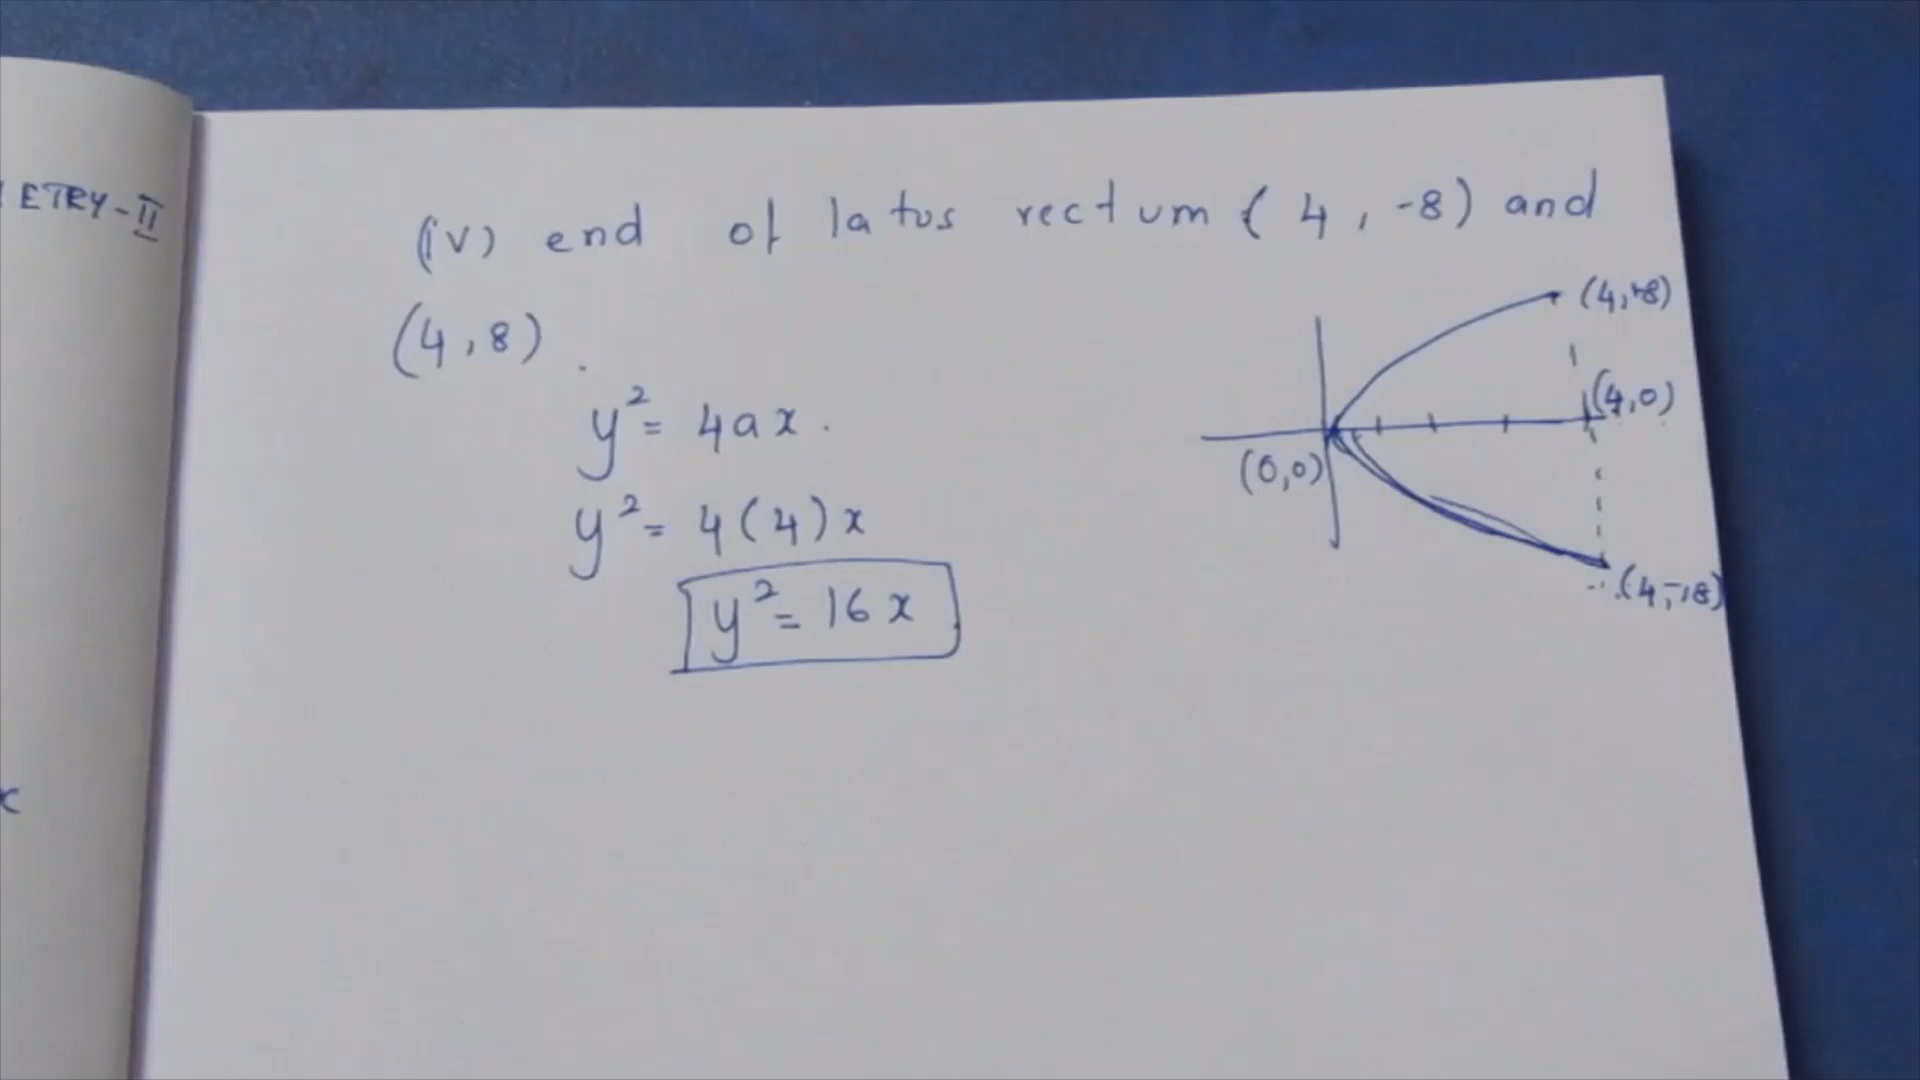 ETRY-II
(iv) end of latus rectum ( 4 , -8) and
(4,8) .
y² = 4ax .
y² = 4(4)x
y² = 16x
(4,8)
(4,0)
(0,0)
(4,-8)